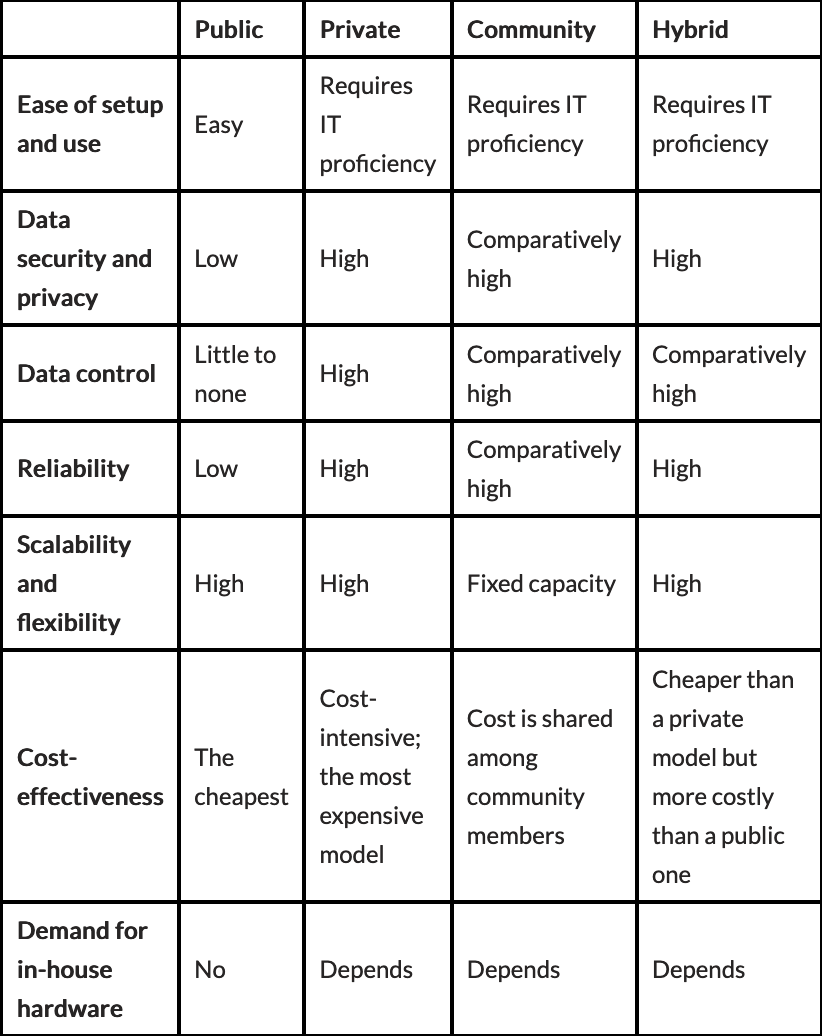 Public Private Community Hybrid
Ease of setup
and use
Easy
Requires
IT
proficiency
Requires IT
proficiency
Requires IT
proficiency
Data
security and
privacy
Low
High
Comparatively
high
High
Data control
Little to
none
High
Comparatively
high
Comparatively
high
Reliability
Low
High
Comparatively
high
High
Scalability
and
flexibility
High
High
Fixed capacity
High
Cost-
effectiveness
The
cheapest
Cost-
intensive;
the most
expensive
model
Cost is shared
among
community
members
Cheaper than
a private
model but
more costly
than a public
one
Demand for
in-house
hardware
No
Depends
Depends
Depends